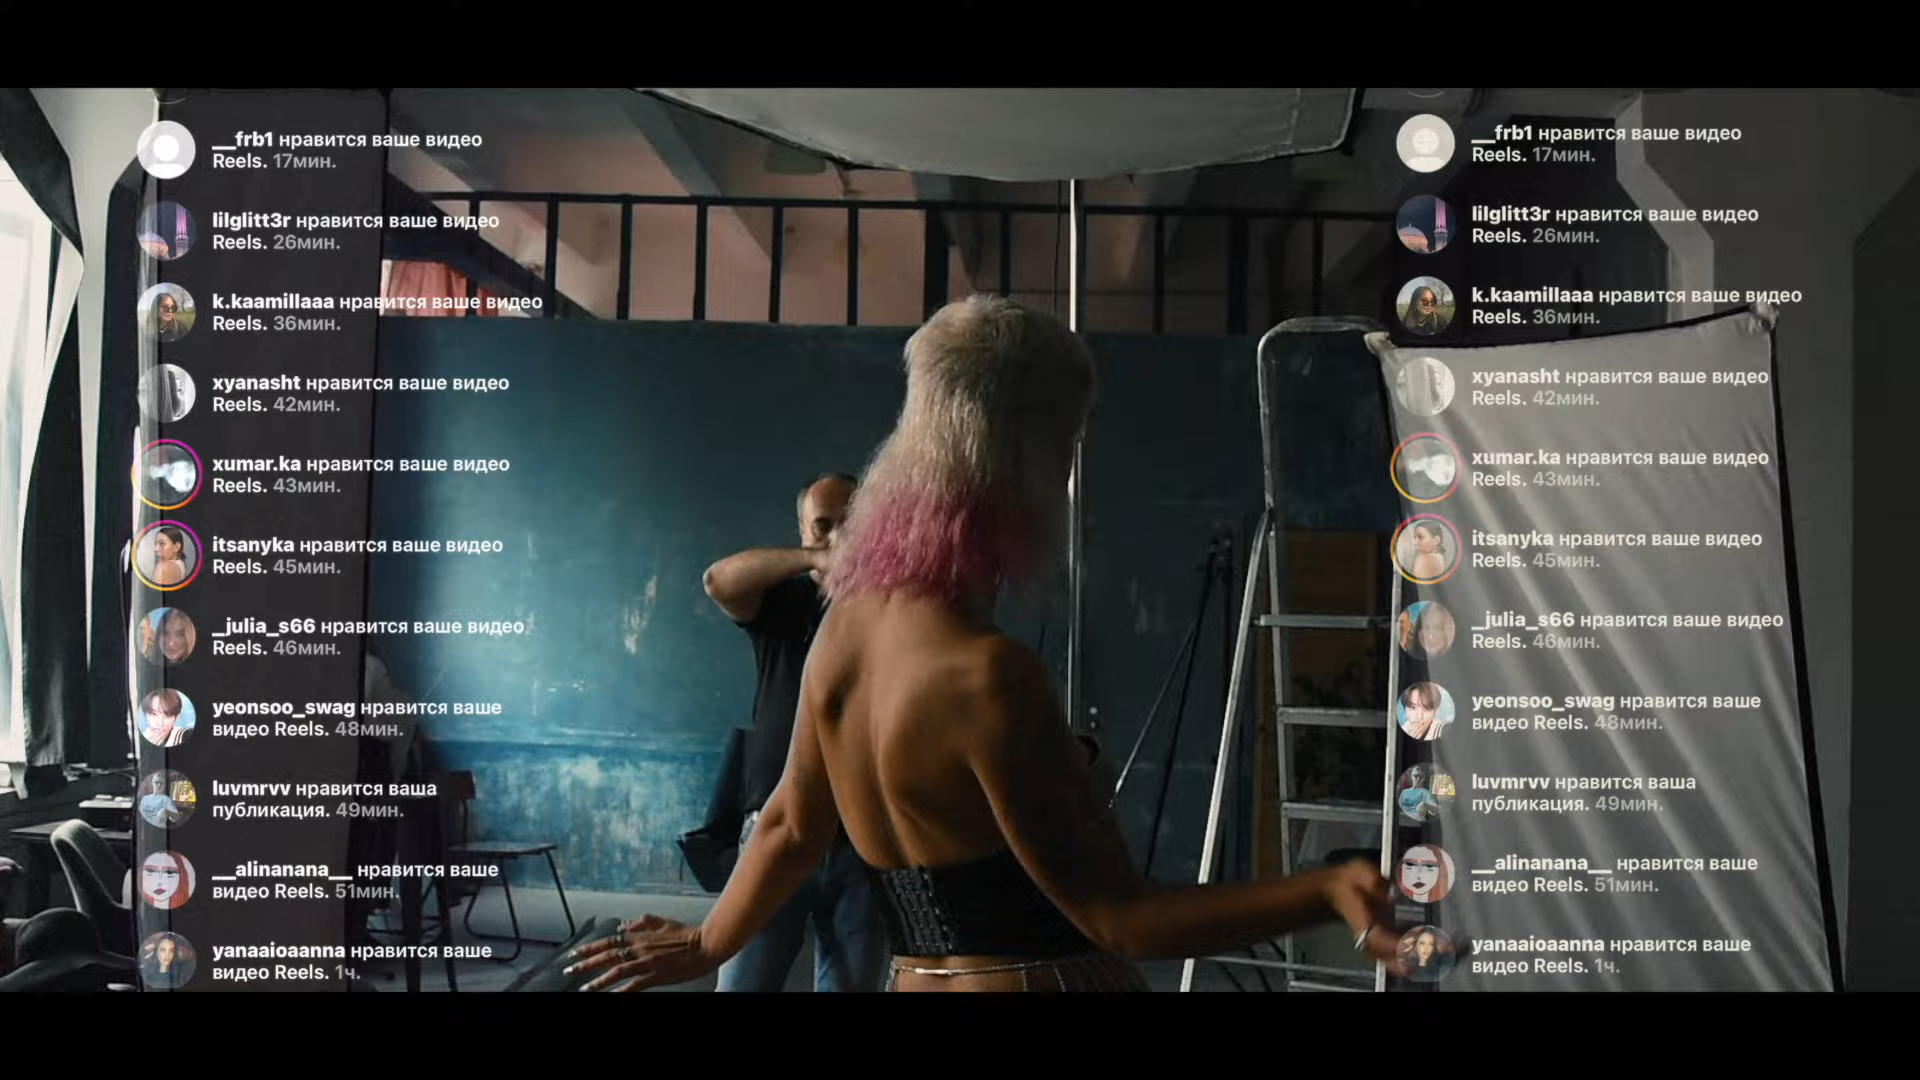 __frb1 нравится ваше видео
Reels. 17мин.
lilglitt3r нравится ваше видео
Reels. 26мин.
k.kaamillaaa нравится ваше видео
Reels. 36мин.
xyanasht нравится ваше видео
Reels. 42мин.
xumar.ka нравится ваше видео
Reels. 43мин.
itsanyka нравится ваше видео
Reels. 45мин.
_julia_s66 нравится ваше видео
Reels. 46мин.
yeonsoo_swag нравится ваше
видео Reels. 48мин.
luvmrvv нравится ваша
публикация. 49мин.
__alinanana__ нравится ваше
видео Reels. 51мин.
yanaaioaanna нравится ваше
видео Reels. 1ч.
__frb1 нравится ваше видео
Reels. 17мин.
lilglitt3r нравится ваше видео
Reels. 26мин.
k.kaamillaaa нравится ваше видео
Reels. 36мин.
xyanasht нравится ваше видео
Reels. 42мин.
xumar.ka нравится ваше видео
Reels. 43мин.
itsanyka нравится ваше видео
Reels. 45мин.
_julia_s66 нравится ваше видео
Reels. 46мин.
yeonsoo_swag нравится ваше
видео Reels. 48мин.
luvmrvv нравится ваша
публикация. 49мин.
__alinanana__ нравится ваше
видео Reels. 51мин.
yanaaioaanna нравится ваше
видео Reels. 1ч.